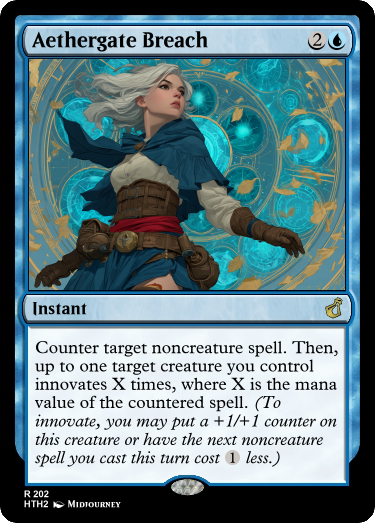 Aethergate Breach 2
Instant
Counter target noncreature spell. Then,
up to one target creature you control
innovates X times, where X is the mana
value of the countered spell. (To
innovate, you may put a +1/+1 counter on
this creature or have the next noncreature
spell you cast this turn cost 1 less.)
R 202
HTH2 Midjourney